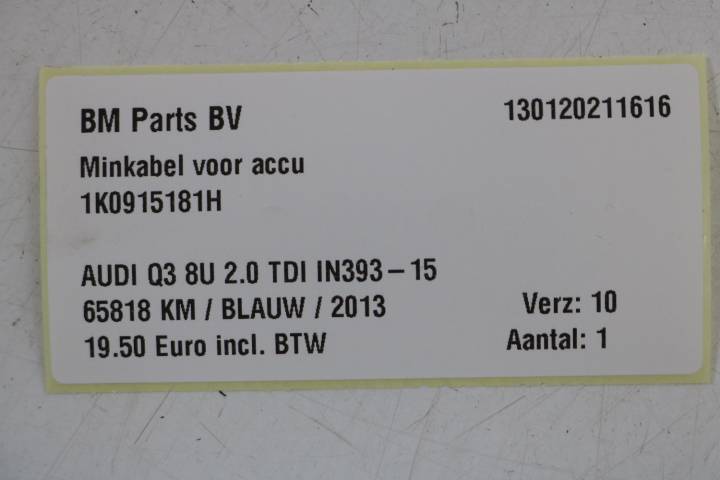 BM Parts BV 130120211616
Minkabel voor accu
1K0915181H
AUDI Q3 8U 2.0 TDI IN393-15
65818 KM / BLAUW / 2013 Verz: 10
19.50 Euro incl. BTW Aantal: 1